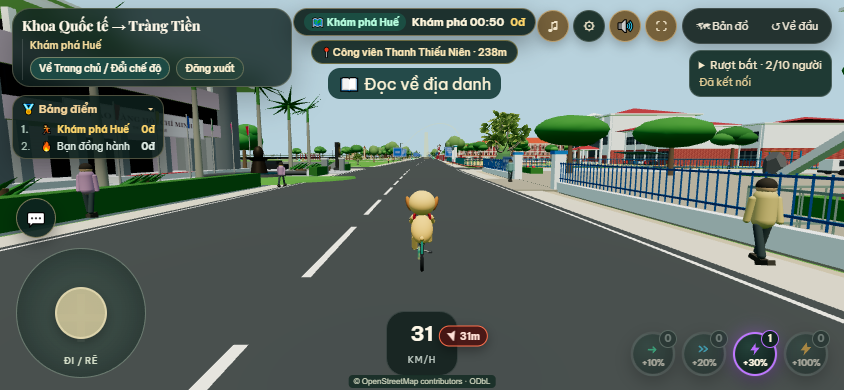 Khoa Quốc tế → Tràng Tiền
Khám phá Huế
Về Trang chủ / Đổi chế độ
Đăng xuất
Bảng điểm
1. Khám phá Huế 0đ
2. Bạn đồng hành 0đ
Khám phá Huế Khám phá 00:50 0đ
Công viên Thanh Thiếu Niên · 238m
Đọc về địa danh
Bản đồ
↺ Về đầu
▸ Rượt bắt · 2/10 người
Đã kết nối
ĐI / RẼ
31
KM/H
31m
0
+10%
0
+20%
1
+30%
0
+100%
© OpenStreetMap contributors · ODbL